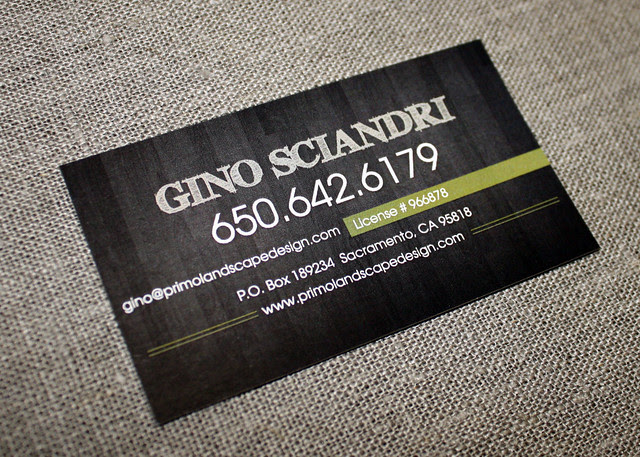 GINO SCIANDRI
650.642.6179
gino@primolandscapedesign.com License # 966878
P.O. Box 189234 Sacramento, CA 95818
www.primolandscapedesign.com